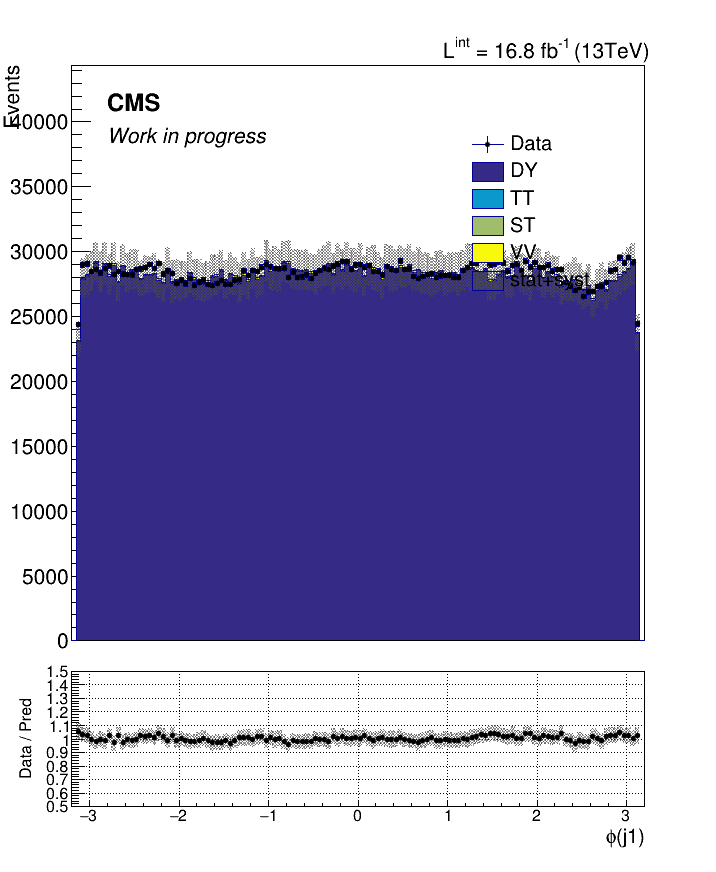 L^int = 16.8 fb^-1 (13TeV)
Events
CMS
Work in progress
Data
DY
TT
ST
VV
stat+syst
40000
35000
30000
25000
20000
15000
10000
5000
0
Data / Pred
1.5
1.4
1.3
1.2
1.1
1
0.9
0.8
0.7
0.6
0.5
−3 −2 −1 0 1 2 3
ϕ(j1)